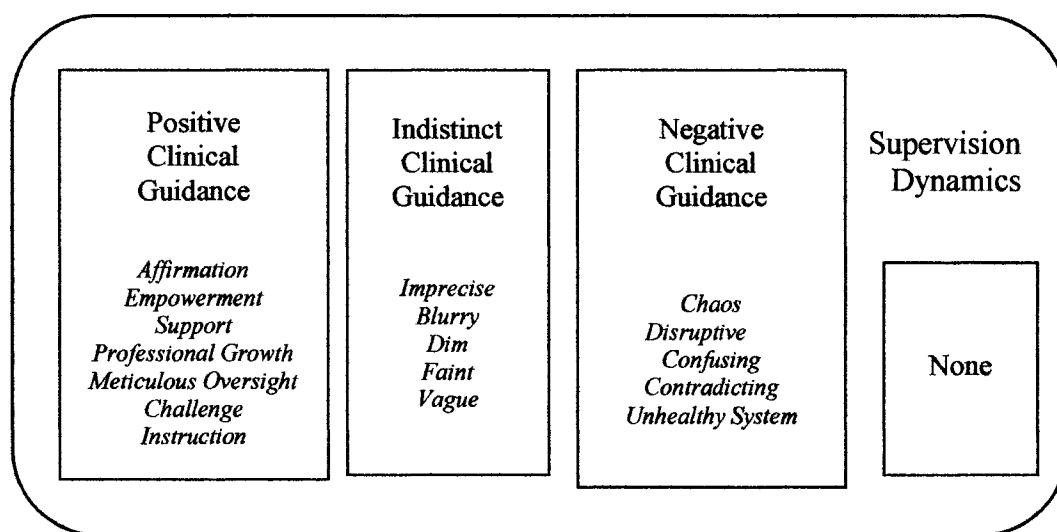 Positive
Clinical
Guidance
Affirmation
Empowerment
Support
Professional Growth
Meticulous Oversight
Challenge
Instruction
Indistinct
Clinical
Guidance
Imprecise
Blurry
Dim
Faint
Vague
Negative
Clinical
Guidance
Chaos
Disruptive
Confusing
Contradicting
Unhealthy System
Supervision
Dynamics
None